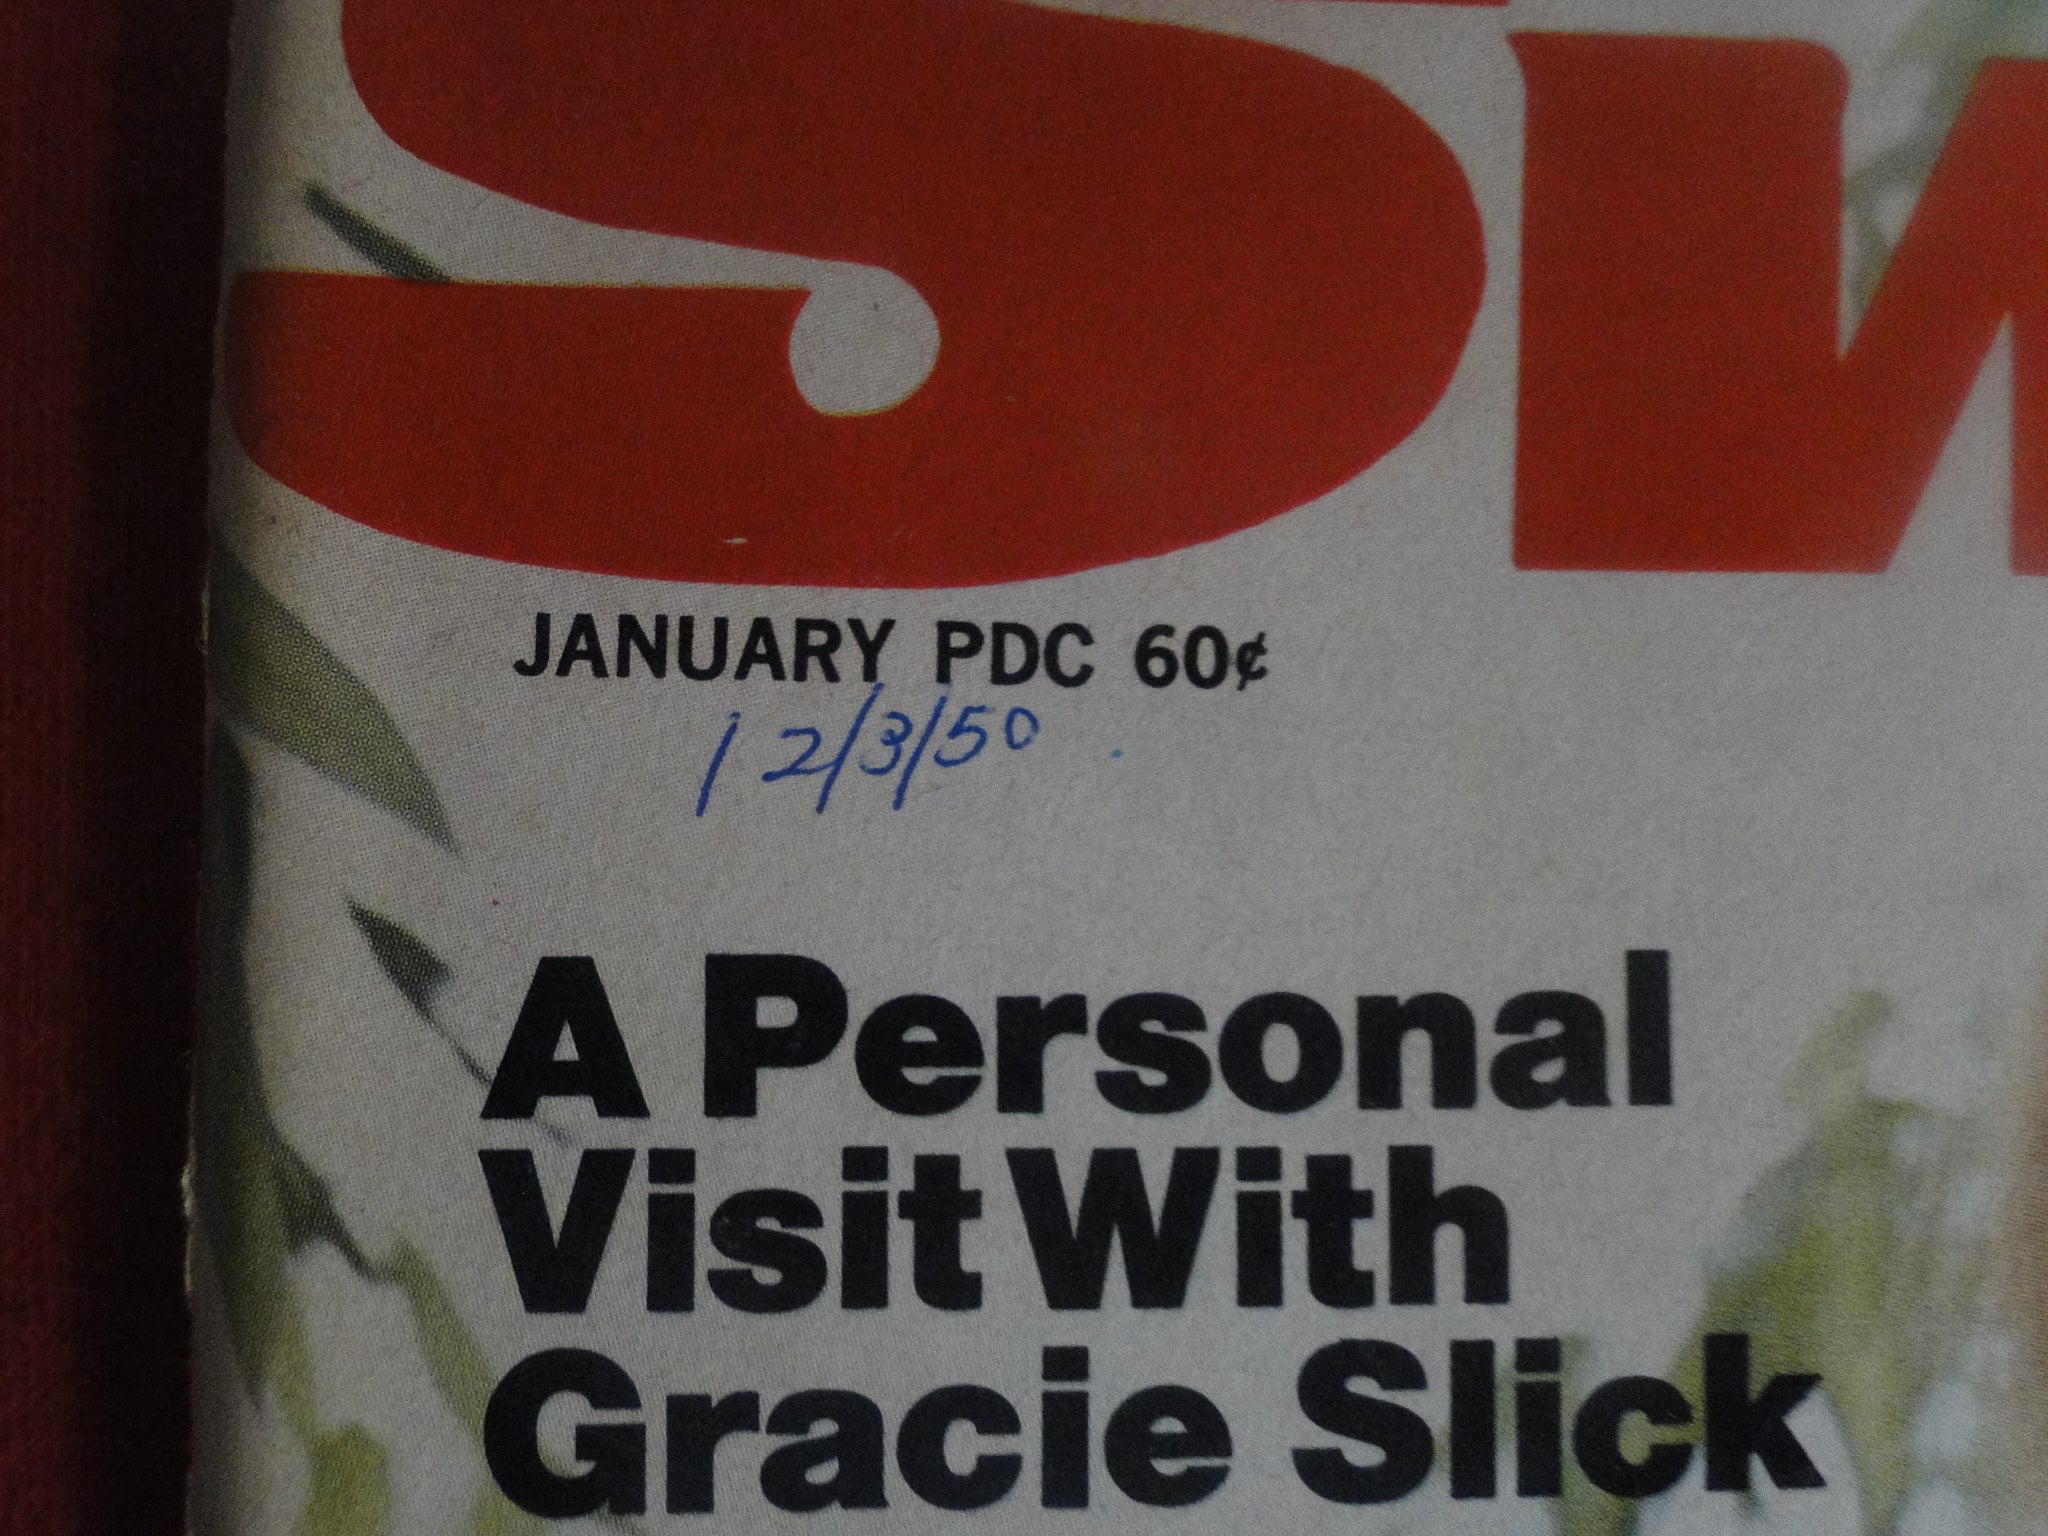 Sw
JANUARY PDC 60¢
12/3/50
A Personal
Visit With
Gracie Slick